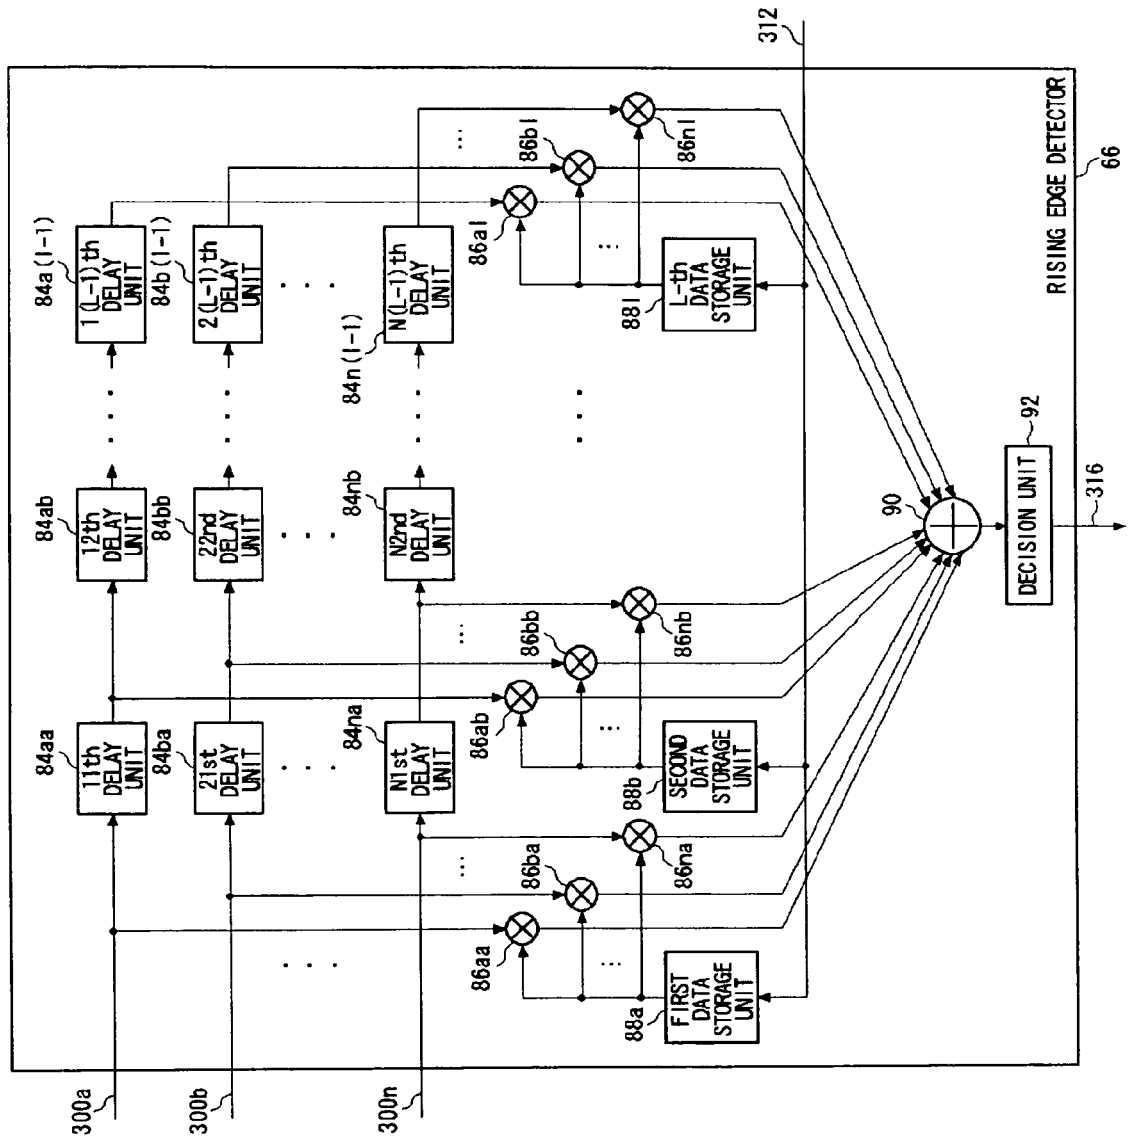 312
84a(l-1)
1(L-1)th
DELAY
UNIT
84b(l-1)
2(L-1)th
DELAY
UNIT
84n(l-1)
N(L-1)th
DELAY
UNIT
86al
86bl
86nl
88l
L-th
DATA
STORAGE
UNIT
RISING EDGE DETECTOR
66
84ab
12th
DELAY
UNIT
84bb
22nd
DELAY
UNIT
84nb
N2nd
DELAY
UNIT
90
DECISION UNIT
92
316
84aa
11th
DELAY
UNIT
84ba
21st
DELAY
UNIT
84na
N1st
DELAY
UNIT
86ab
86bb
86nb
88b
SECOND
DATA
STORAGE
UNIT
86aa
86ba
86na
88a
FIRST
DATA
STORAGE
UNIT
300a
300b
300n